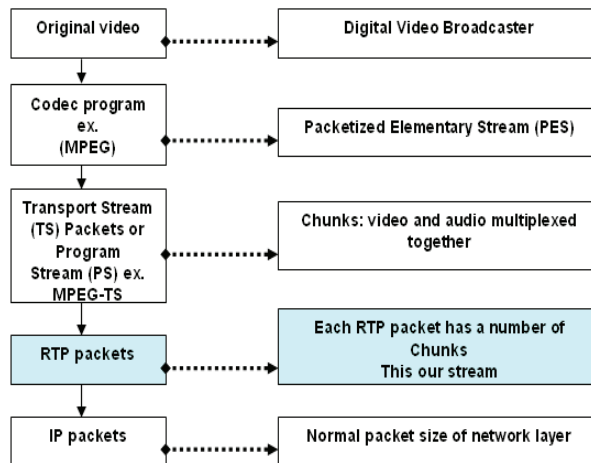 Original video
Digital Video Broadcaster
Codec program
ex.
(MPEG)
Packetized Elementary Stream (PES)
Transport Stream
(TS) Packets or
Program
Stream (PS) ex.
MPEG-TS
Chunks: video and audio multiplexed
together
RTP packets
Each RTP packet has a number of
Chunks
This our stream
IP packets
Normal packet size of network layer